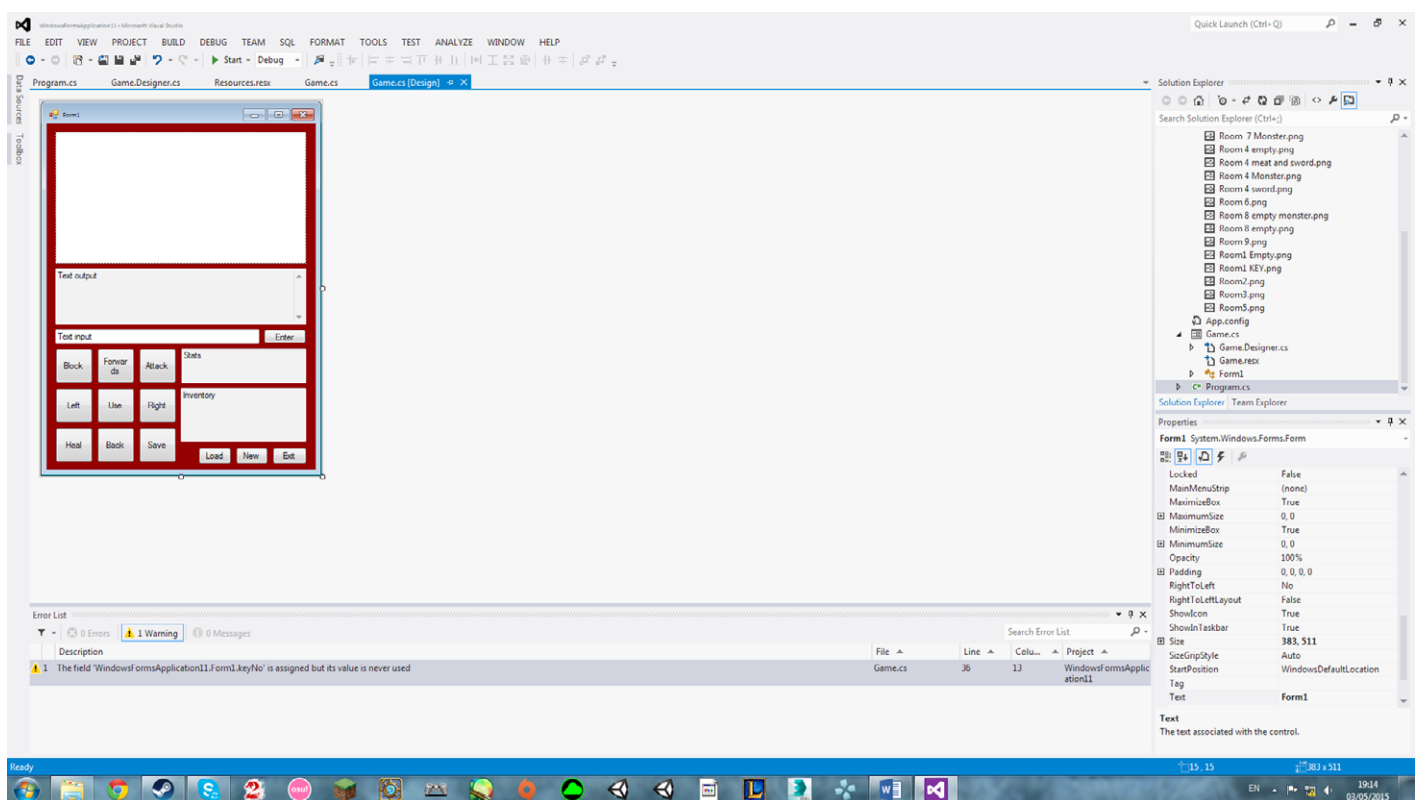 WindowsFormsApplication11 - Microsoft Visual Studio
Quick Launch (Ctrl+Q)
FILE EDIT VIEW PROJECT BUILD DEBUG TEAM SQL FORMAT TOOLS TEST ANALYZE WINDOW HELP
Start - Debug
Data Sources
Toolbox
Program.cs Game.Designer.cs Resources.resx Game.cs Game.cs [Design]
Form1
Text output
Text input Enter
Block Forwar
ds Attack Stats
Left Use Right Inventory
Heal Back Save
Load New Exit
Solution Explorer
Search Solution Explorer (Ctrl+;)
Room 7 Monster.png
Room 4 empty.png
Room 4 meat and sword.png
Room 4 Monster.png
Room 4 sword.png
Room 6.png
Room 8 empty monster.png
Room 8 empty.png
Room 9.png
Room1 Empty.png
Room1 KEY.png
Room2.png
Room3.png
Room5.png
App.config
Game.cs
Game.Designer.cs
Game.resx
Form1
C# Program.cs
Solution Explorer Team Explorer
Properties
Form1 System.Windows.Forms.Form
Locked False
MainMenuStrip (none)
MaximizeBox True
MaximumSize 0, 0
MinimizeBox True
MinimumSize 0, 0
Opacity 100%
Padding 0, 0, 0, 0
RightToLeft No
RightToLeftLayout False
ShowIcon True
ShowInTaskbar True
Size 383, 511
SizeGripStyle Auto
StartPosition WindowsDefaultLocation
Tag
Text Form1
Text
The text associated with the control.
Error List
0 Errors 1 Warning 0 Messages Search Error List
Description File Line Colu... Project
1 The field 'WindowsFormsApplication11.Form1.keyNo' is assigned but its value is never used Game.cs 36 13 WindowsFormsApplic
ation11
Ready 15, 15 383 x 511
osu!
EN 19:14
03/05/2015